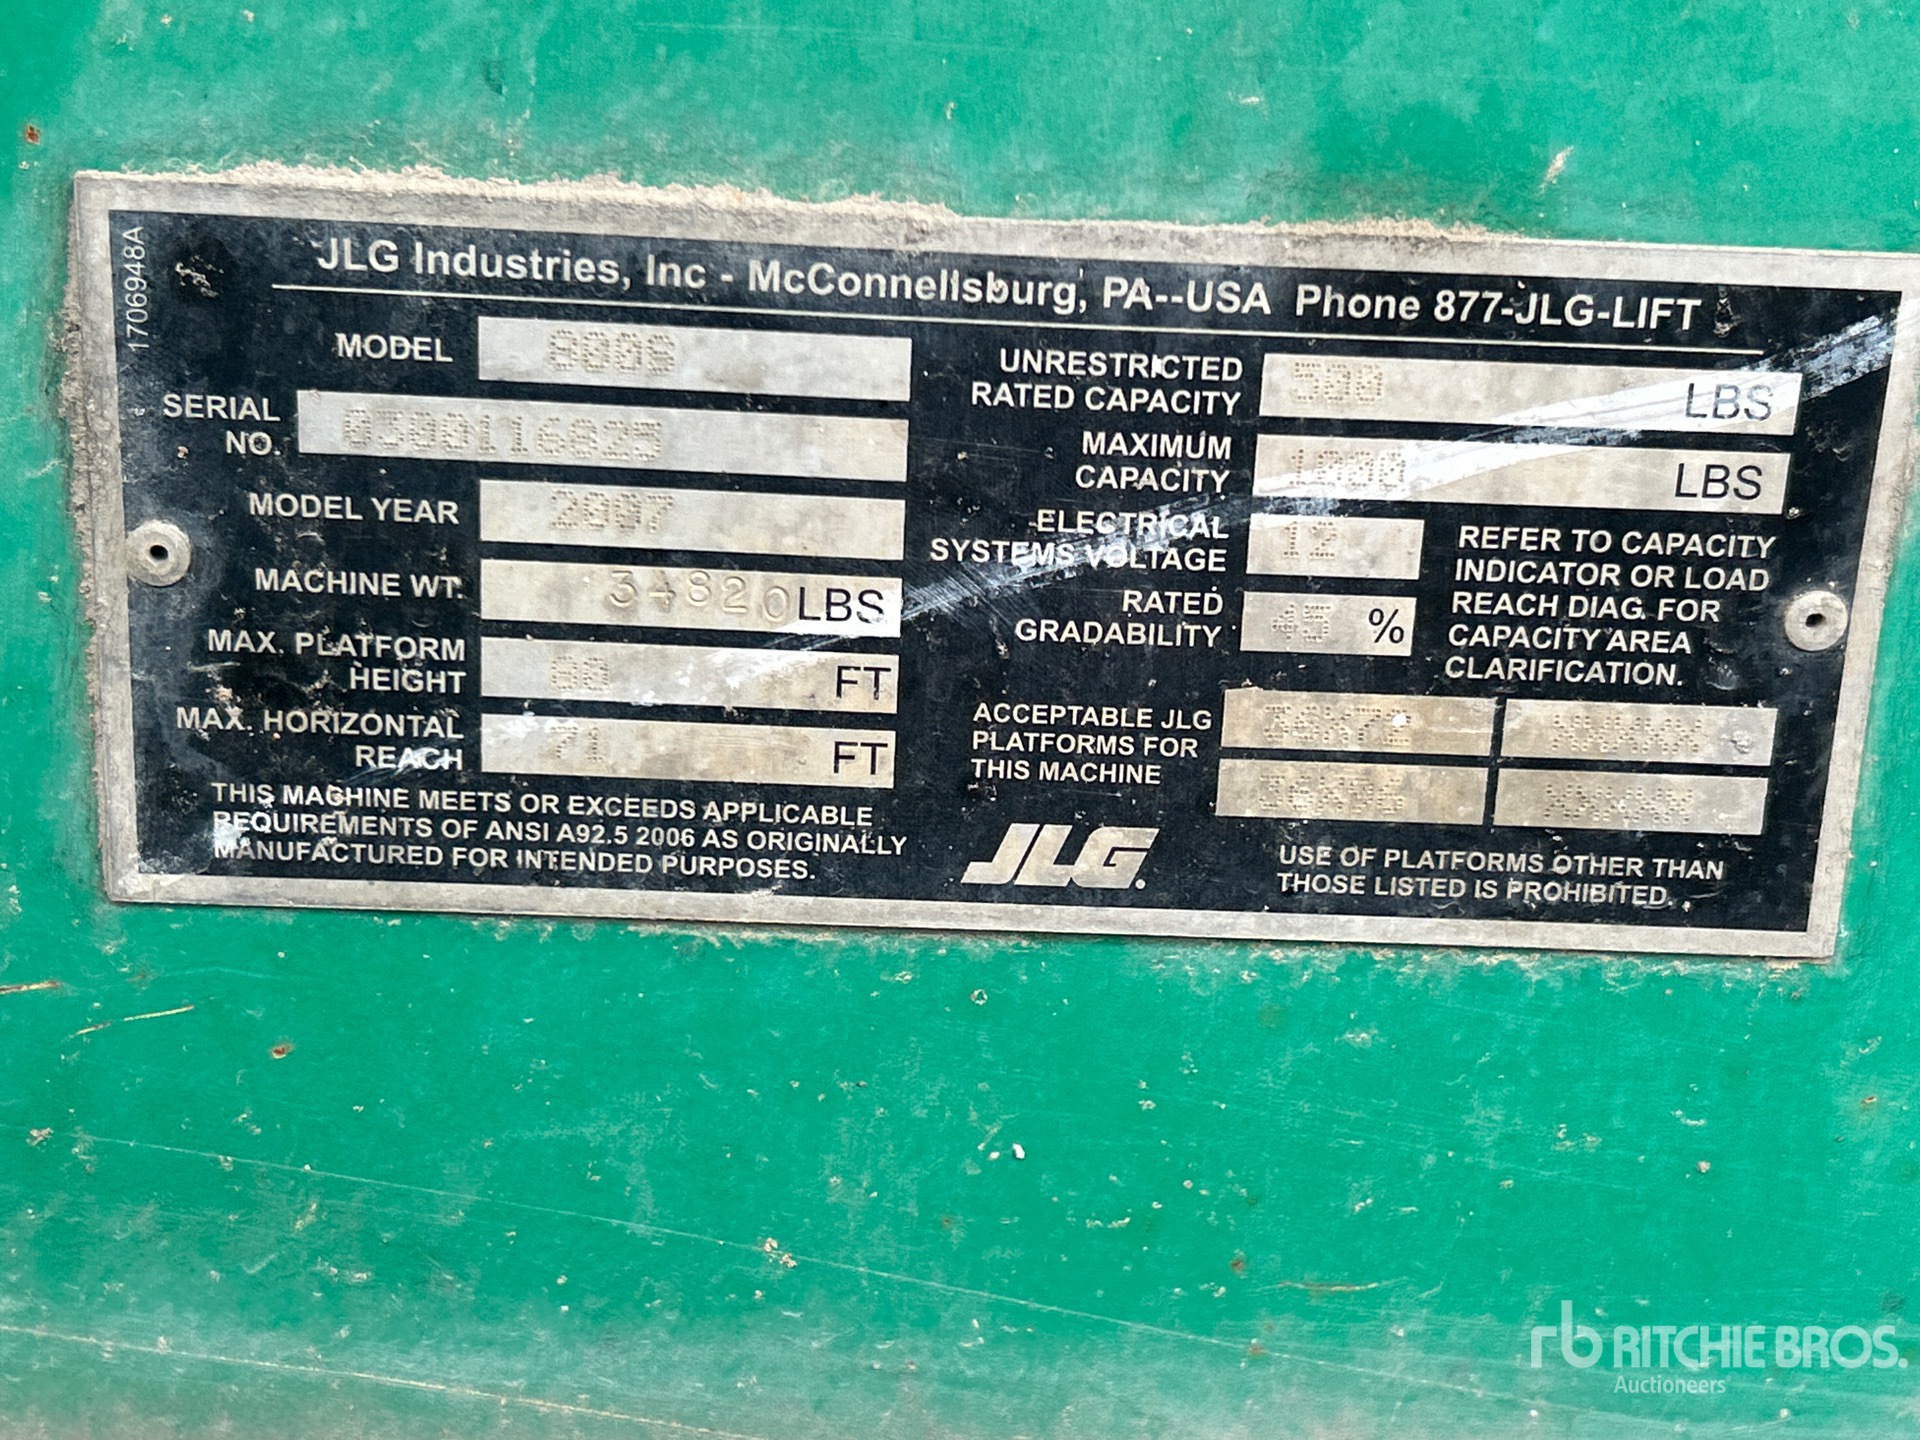 1706948A
JLG Industries, Inc - McConnellsburg, PA--USA Phone 877-JLG-LIFT
MODEL 800S
SERIAL NO. 0300116825
MODEL YEAR 2007
MACHINE WT. 34820 LBS
MAX. PLATFORM HEIGHT 80 FT
MAX. HORIZONTAL REACH 71 FT
THIS MACHINE MEETS OR EXCEEDS APPLICABLE
REQUIREMENTS OF ANSI A92.5 2006 AS ORIGINALLY
MANUFACTURED FOR INTENDED PURPOSES.
UNRESTRICTED RATED CAPACITY 500 LBS
MAXIMUM CAPACITY 1000 LBS
ELECTRICAL SYSTEMS VOLTAGE 12
RATED GRADABILITY 45 %
REFER TO CAPACITY
INDICATOR OR LOAD
REACH DIAG. FOR
CAPACITY AREA
CLARIFICATION.
ACCEPTABLE JLG
PLATFORMS FOR
THIS MACHINE
36X72 XXXXX
36X96 XXXXX
JLG
USE OF PLATFORMS OTHER THAN
THOSE LISTED IS PROHIBITED.
rb RITCHIE BROS.
Auctioneers